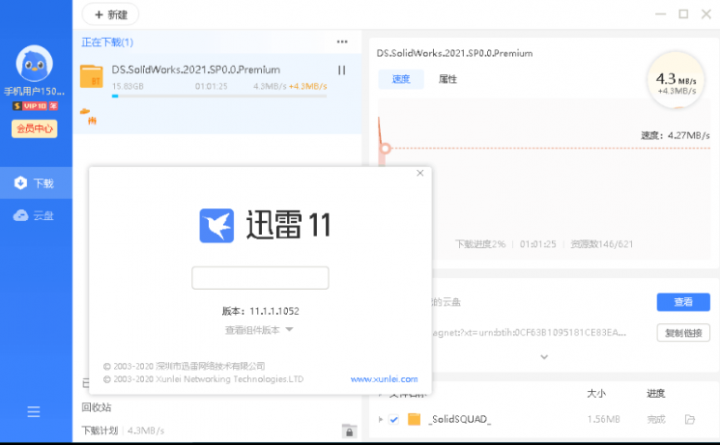 + 新建
手机用户150...
VIP10
会员中心
下载
云盘
正在下载(1)
DS.SolidWorks.2021.SP0.0.Premium
15.83GB 01:01:25 4.3MB/s +4.3MB/s
BT
DS.SolidWorks.2021.SP0.0.Premium
速度 属性
4.3 MB/s
+4.3MB/s
速度：4.27MB/s
下载进度2% 01:01:25 资源数146/621
迅雷 11
版本：11.1.1.1052
查看组件版本
© 2003-2020 深圳市迅雷网络技术有限公司
© 2003-2020 Xunlei Networking Technologies.LTD
www.xunlei.com
的云盘
查看
agnet:?xt=urn:btih:0CF63B1095181CE83EA...
复制链接
大小 进度
_SolidSQUAD_ 1.56MB 完成
回收站
下载计划 4.3MB/s